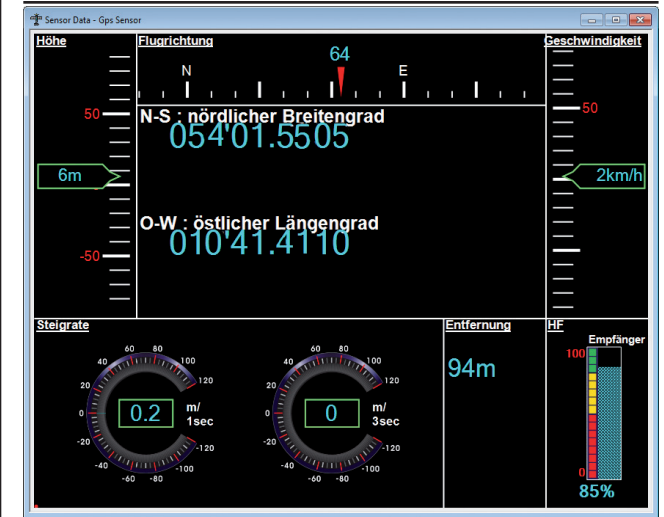 Sensor Data - Gps Sensor
Höhe
50
6m
-50
Flugrichtung
64
N E
N-S : nördlicher Breitengrad
054'01.5505
O-W : östlicher Längengrad
010'41.4110
Geschwindigkeit
50
2km/h
Steigrate
60 80
40 100
20 120
0 0.2 m/
1sec
-20 -120
-40 -100
-60 -80
60 80
40 100
20 120
0 0 m/
3sec
-20 -120
-40 -100
-60 -80
Entfernung
94m
HF
Empfänger
100
0
85%